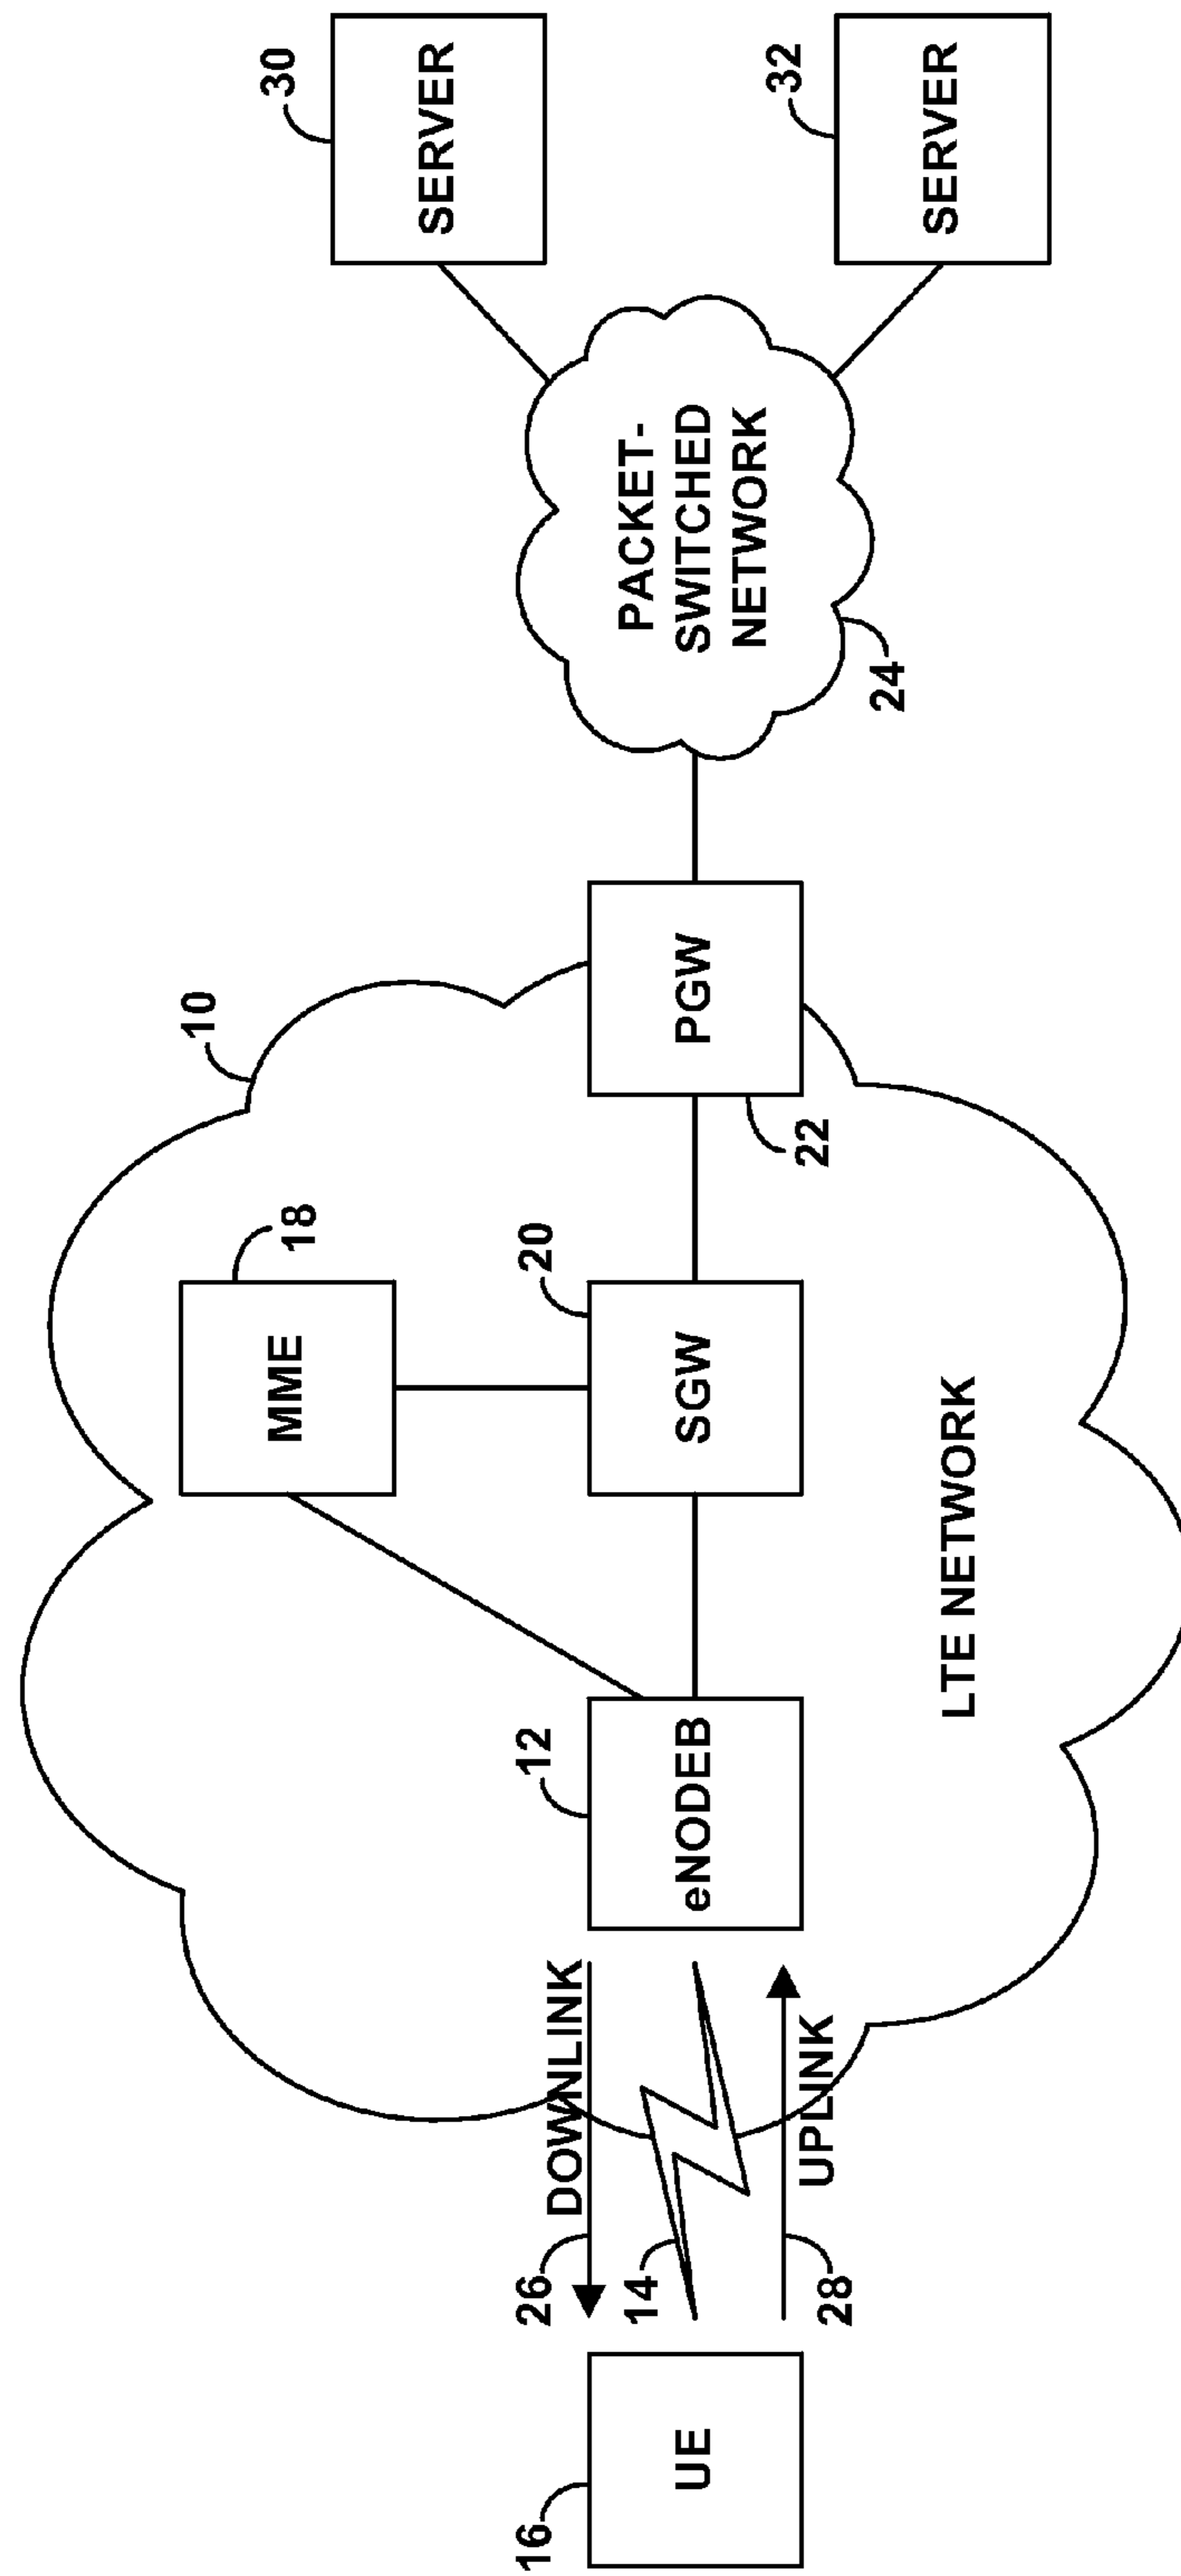 10
MME
18
30
SERVER
26
DOWNLINK
12
eNODEB
20
SGW
PGW
22
PACKET-
SWITCHED
NETWORK
24
16
UE
14
28
UPLINK
LTE NETWORK
32
SERVER